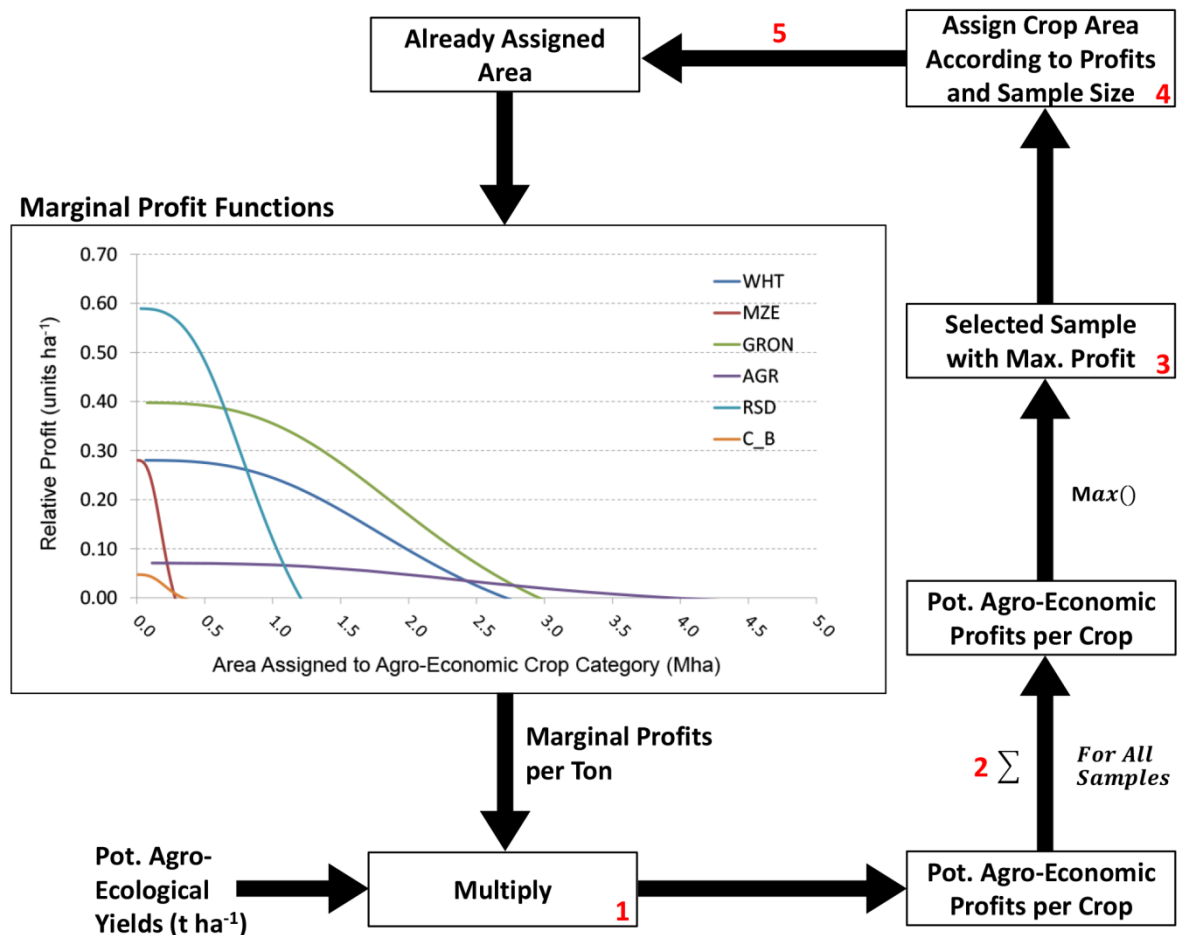 Already Assigned
Area
5
Assign Crop Area
According to Profits
and Sample Size
4
Marginal Profit Functions
0.70
0.60
0.50
0.40
0.30
0.20
0.10
0.00
Relative Profit (units ha⁻¹)
WHT
MZE
GRON
AGR
RSD
C_B
0.0
0.5
1.0
1.5
2.0
2.5
3.0
3.5
4.0
4.5
5.0
Area Assigned to Agro-Economic Crop Category (Mha)
Selected Sample
with Max. Profit
3
Max()
Pot. Agro-Economic
Profits per Crop
Marginal Profits
per Ton
2 ∑
For All
Samples
Pot. Agro-
Ecological
Yields (t ha⁻¹)
Multiply
1
Pot. Agro-Economic
Profits per Crop